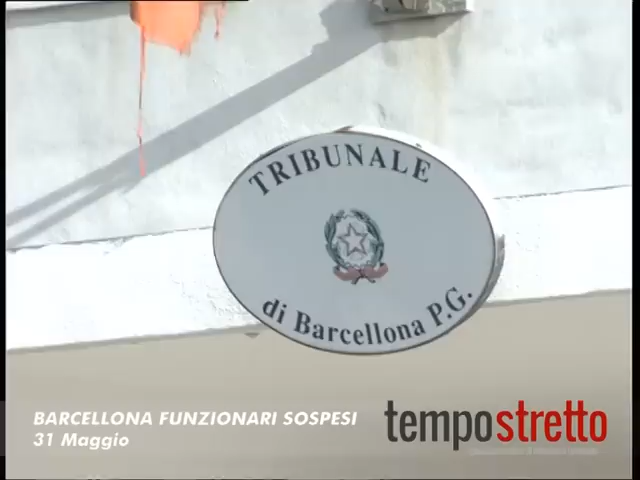 TRIBUNALE
di Barcellona P.G.
BARCELLONA FUNZIONARI SOSPESI
31 Maggio
tempostretto